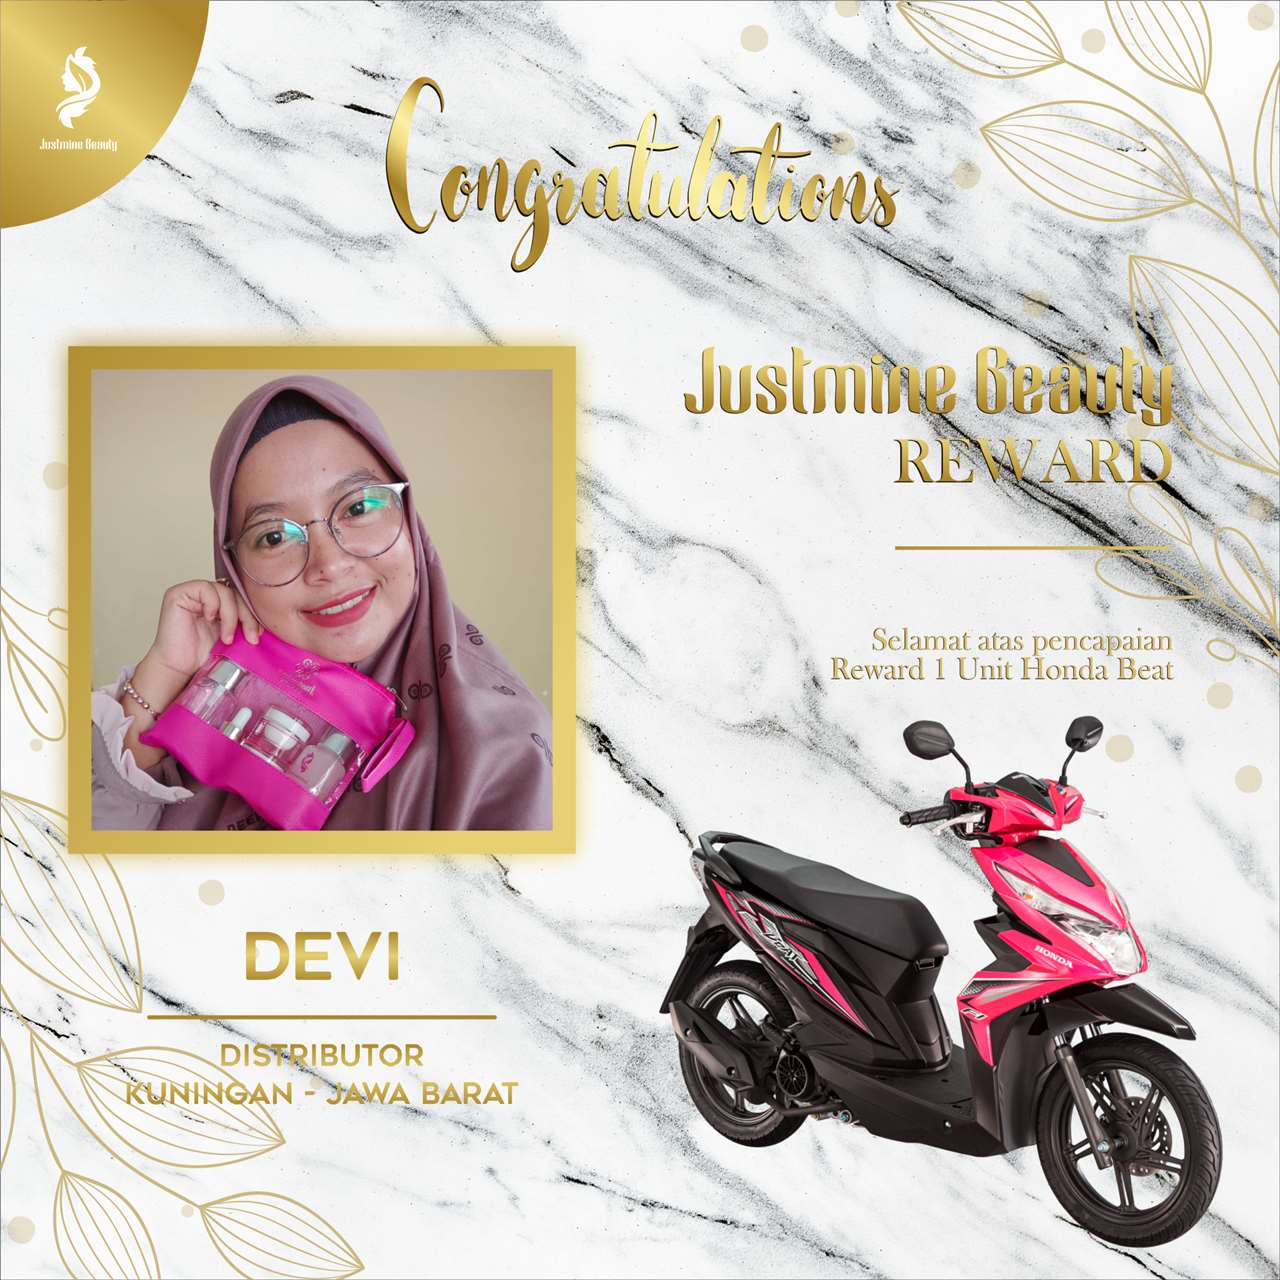 Justmine Beauty
Congratulations
Justmine Beauty
REWARD
Selamat atas pencapaian
Reward 1 Unit Honda Beat
HONDA
DEVI
DISTRIBUTOR
KUNINGAN - JAWA BARAT